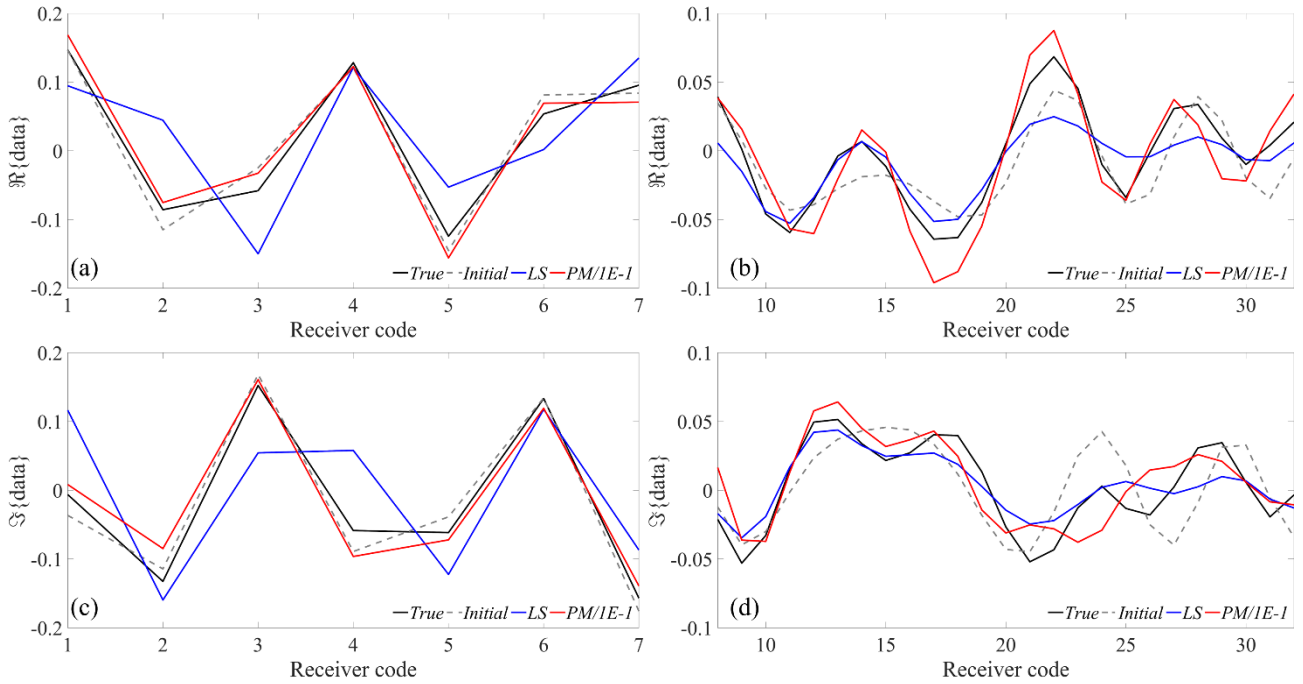 ℜ{data}
0.2
0.1
0
-0.1
-0.2
(a)
True Initial LS PM/1E-1
1 2 3 4 5 6 7
Receiver code
ℜ{data}
0.1
0.05
0
-0.05
-0.1
(b)
True Initial LS PM/1E-1
10 15 20 25 30
Receiver code
ℑ{data}
0.2
0.1
0
-0.1
-0.2
(c)
True Initial LS PM/1E-1
1 2 3 4 5 6 7
Receiver code
ℑ{data}
0.1
0.05
0
-0.05
-0.1
(d)
True Initial LS PM/1E-1
10 15 20 25 30
Receiver code